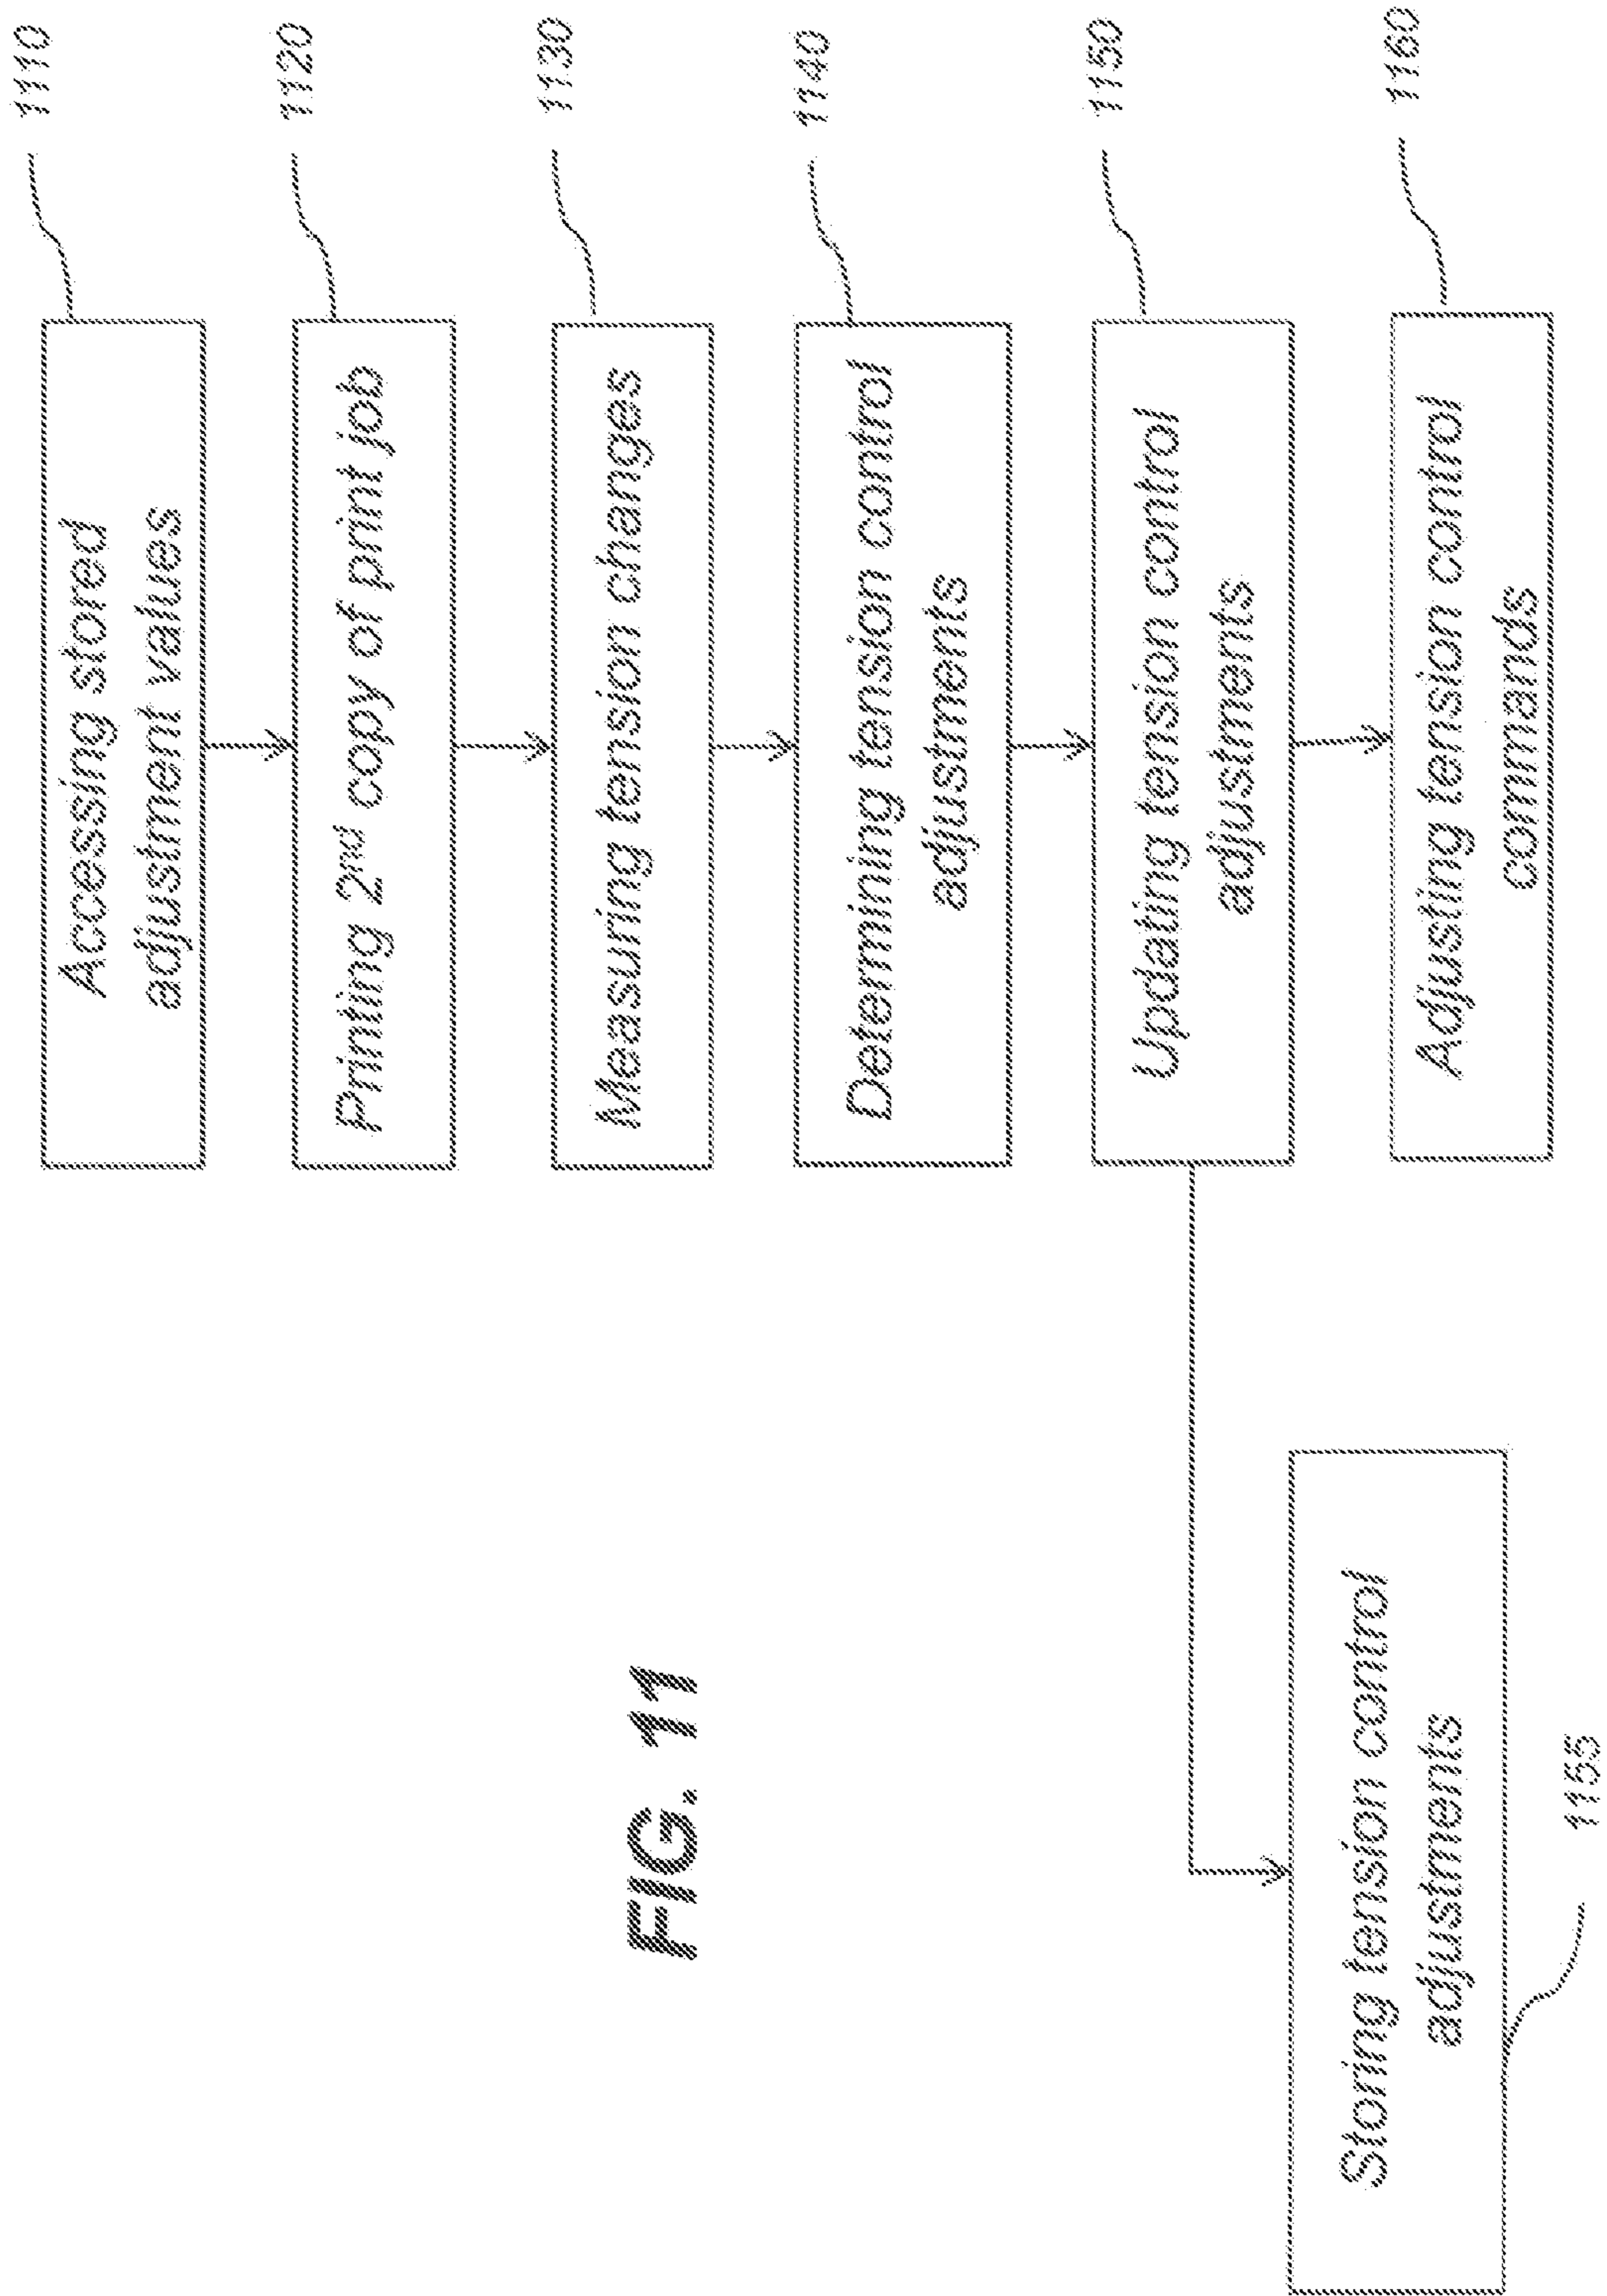 1110
Accessing stored
adjustment values
1120
Printing 2nd copy of print job
1130
Measuring tension changes
1140
Determining tension control
adjustments
1150
Updating tension control
adjustments
1160
Adjusting tension control
commands
Storing tension control
adjustments
1155
FIG. 11